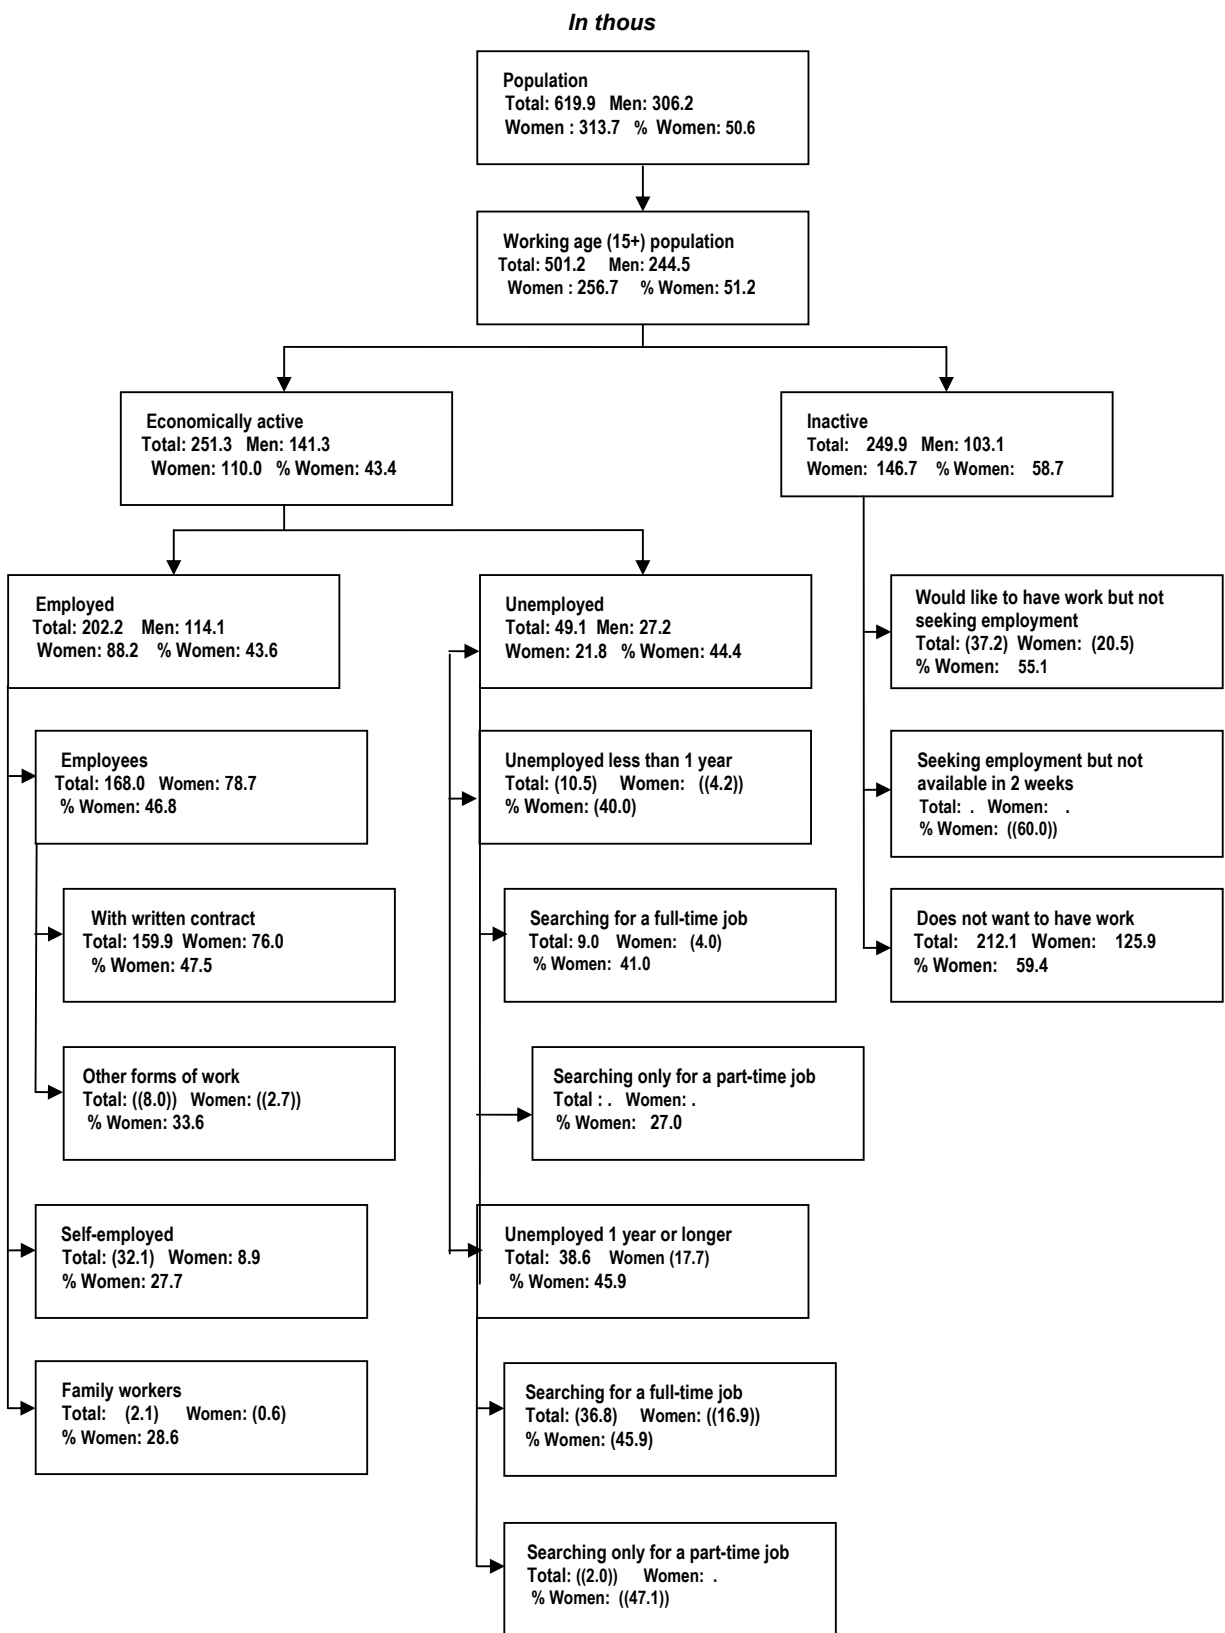 In thous
Population
Total: 619.9 Men: 306.2
Women : 313.7 % Women: 50.6
Working age (15+) population
Total: 501.2 Men: 244.5
Women : 256.7 % Women: 51.2
Economically active
Total: 251.3 Men: 141.3
Women: 110.0 % Women: 43.4
Inactive
Total: 249.9 Men: 103.1
Women: 146.7 % Women: 58.7
Employed
Total: 202.2 Men: 114.1
Women: 88.2 % Women: 43.6
Employees
Total: 168.0 Women: 78.7
% Women: 46.8
With written contract
Total: 159.9 Women: 76.0
% Women: 47.5
Other forms of work
Total: ((8.0)) Women: ((2.7))
% Women: 33.6
Self-employed
Total: (32.1) Women: 8.9
% Women: 27.7
Family workers
Total: (2.1) Women: (0.6)
% Women: 28.6
Unemployed
Total: 49.1 Men: 27.2
Women: 21.8 % Women: 44.4
Unemployed less than 1 year
Total: (10.5) Women: ((4.2))
% Women: (40.0)
Searching for a full-time job
Total: 9.0 Women: (4.0)
% Women: 41.0
Searching only for a part-time job
Total : . Women: .
% Women: 27.0
Unemployed 1 year or longer
Total: 38.6 Women (17.7)
% Women: 45.9
Searching for a full-time job
Total: (36.8) Women: ((16.9))
% Women: (45.9)
Searching only for a part-time job
Total: ((2.0)) Women: .
% Women: ((47.1))
Would like to have work but not
seeking employment
Total: (37.2) Women: (20.5)
% Women: 55.1
Seeking employment but not
available in 2 weeks
Total: . Women: .
% Women: ((60.0))
Does not want to have work
Total: 212.1 Women: 125.9
% Women: 59.4